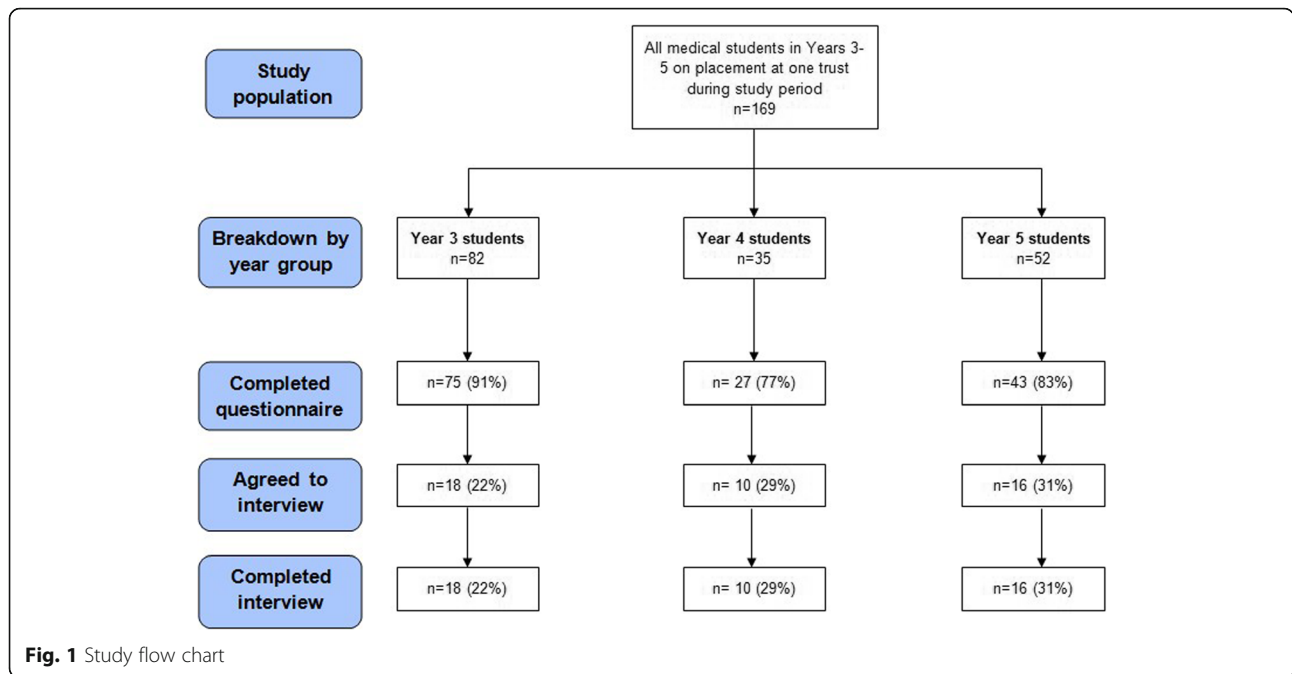 Study
population
All medical students in Years 3-
5 on placement at one trust
during study period
n=169
Breakdown by
year group
Year 3 students
n=82
Year 4 students
n=35
Year 5 students
n=52
Completed
questionnaire
n=75 (91%)
n= 27 (77%)
n=43 (83%)
Agreed to
interview
n=18 (22%)
n= 10 (29%)
n=16 (31%)
Completed
interview
n=18 (22%)
n= 10 (29%)
n=16 (31%)
Fig. 1 Study flow chart